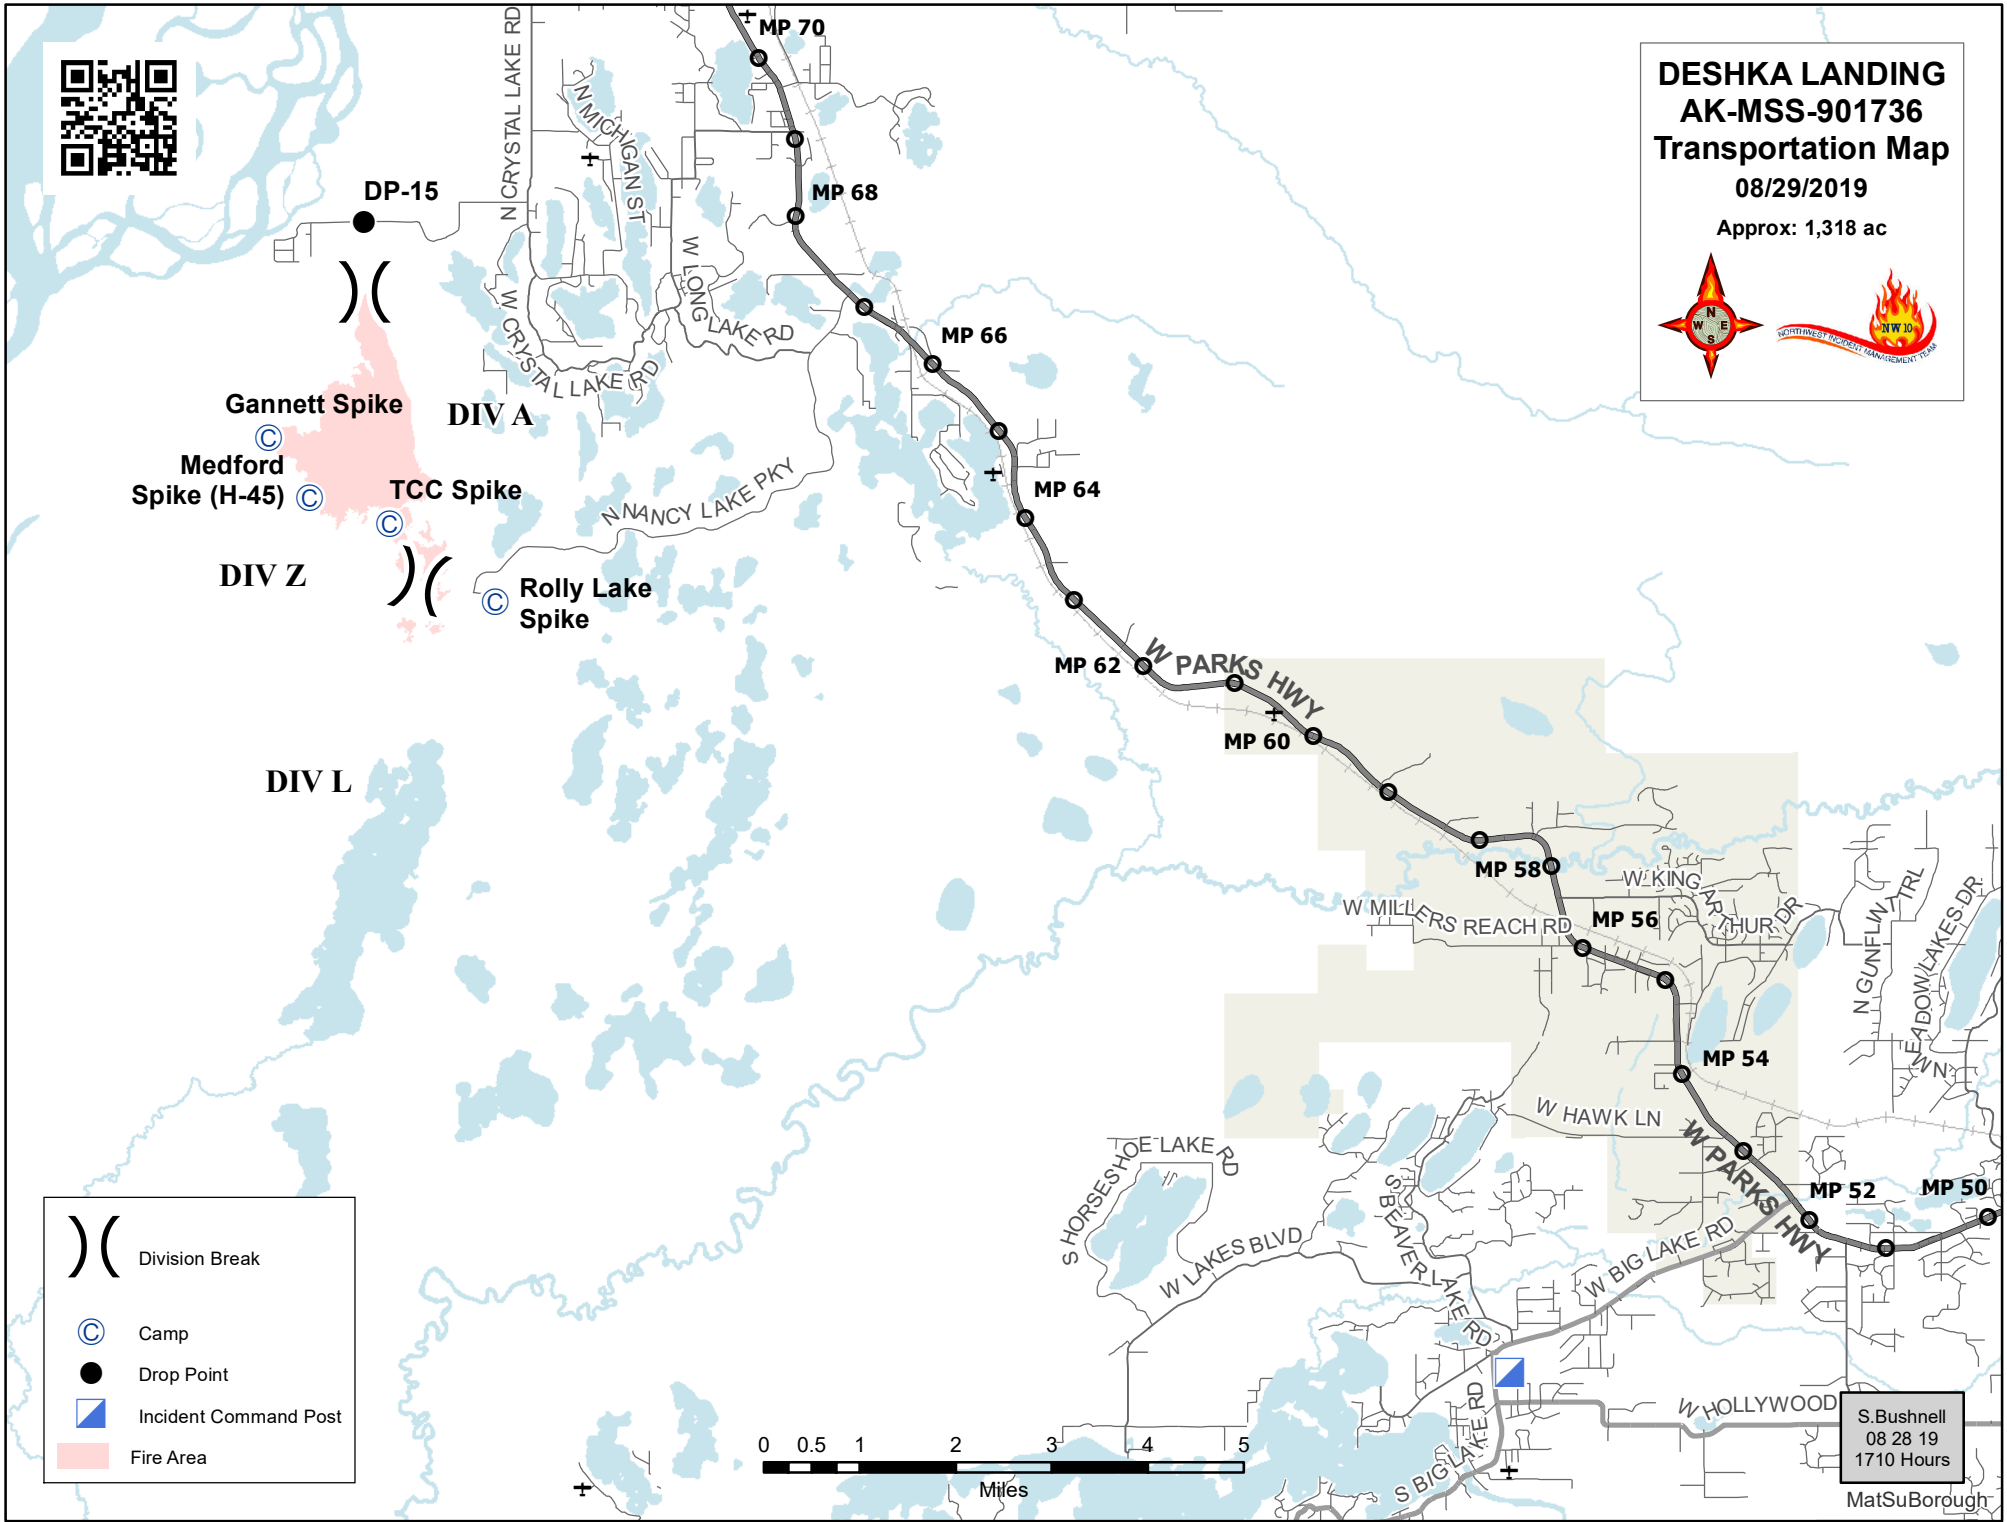 DESHKA LANDING
AK-MSS-901736
Transportation Map
08/29/2019
Approx: 1,318 ac
N
W E
S
NW 10
NORTHWEST INCIDENT MANAGEMENT TEAM
MP 70
N CRYSTAL LAKE RD
N MICHIGAN ST
DP-15
MP 68
W LONG LAKE RD
W CRYSTAL LAKE RD
MP 66
Gannett Spike
DIV A
Medford
Spike (H-45)
TCC Spike
N NANCY LAKE PKY
MP 64
DIV Z
Rolly Lake
Spike
MP 62
W PARKS HWY
MP 60
DIV L
MP 58
W KING ARTHUR DR
W MILLERS REACH RD
MP 56
N GUNFLINT TRL
N MEADOW LAKES DR
W
MP 54
W HAWK LN
W PARKS HWY
MP 52
MP 50
S HORSESHOE LAKE RD
W LAKES BLVD
S BEAVER LAKE RD
W BIG LAKE RD
S BIG LAKE RD
W HOLLYWOOD
Division Break
C Camp
Drop Point
Incident Command Post
Fire Area
0 0.5 1 2 3 4 5
Miles
S.Bushnell
08 28 19
1710 Hours
MatSuBorough